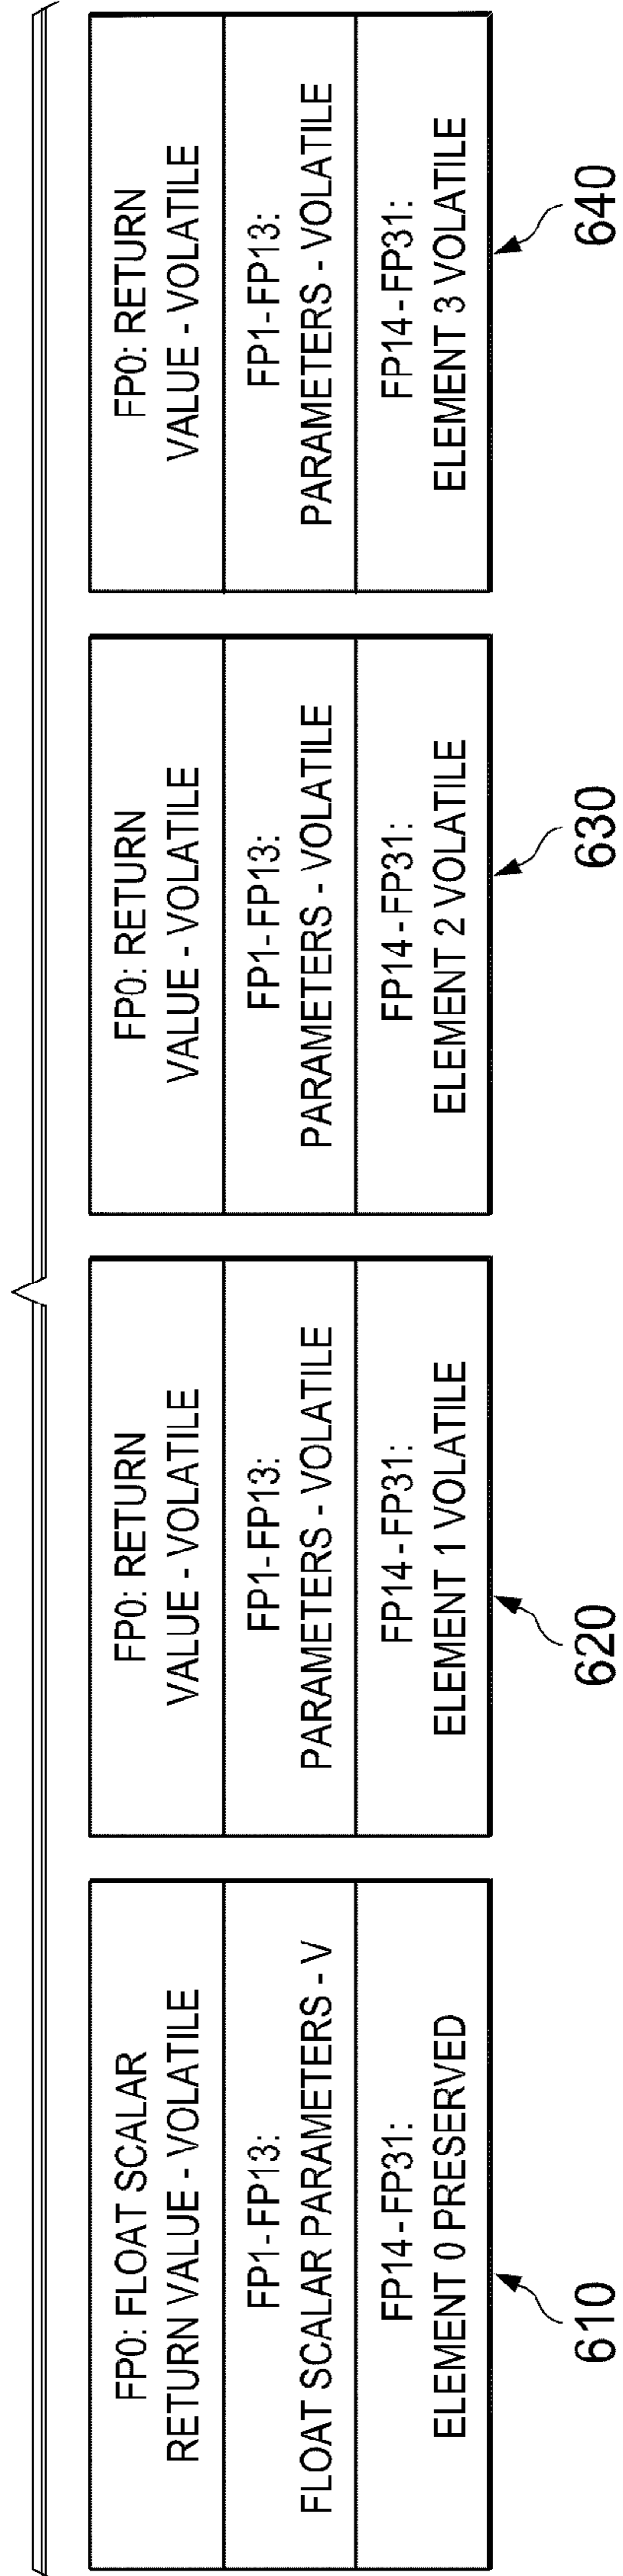 FP0: FLOAT SCALAR
RETURN VALUE - VOLATILE
FP1-FP13:
FLOAT SCALAR PARAMETERS - V
FP14-FP31:
ELEMENT 0 PRESERVED
610
FP0: RETURN
VALUE - VOLATILE
FP1-FP13:
PARAMETERS - VOLATILE
FP14-FP31:
ELEMENT 1 VOLATILE
620
FP0: RETURN
VALUE - VOLATILE
FP1-FP13:
PARAMETERS - VOLATILE
FP14-FP31:
ELEMENT 2 VOLATILE
630
FP0: RETURN
VALUE - VOLATILE
FP1-FP13:
PARAMETERS - VOLATILE
FP14-FP31:
ELEMENT 3 VOLATILE
640